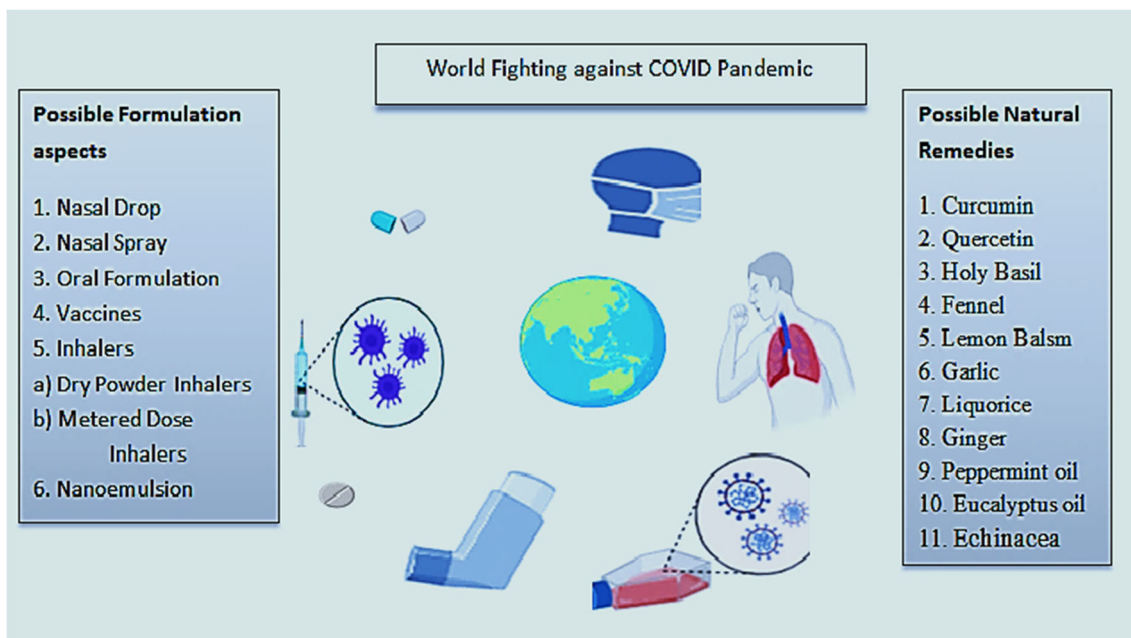 World Fighting against COVID Pandemic
Possible Formulation
aspects
1. Nasal Drop
2. Nasal Spray
3. Oral Formulation
4. Vaccines
5. Inhalers
a) Dry Powder Inhalers
b) Metered Dose
Inhalers
6. Nanoemulsion
Possible Natural
Remedies
1. Curcumin
2. Quercetin
3. Holy Basil
4. Fennel
5. Lemon Balsm
6. Garlic
7. Liquorice
8. Ginger
9. Peppermint oil
10. Eucalyptus oil
11. Echinacea